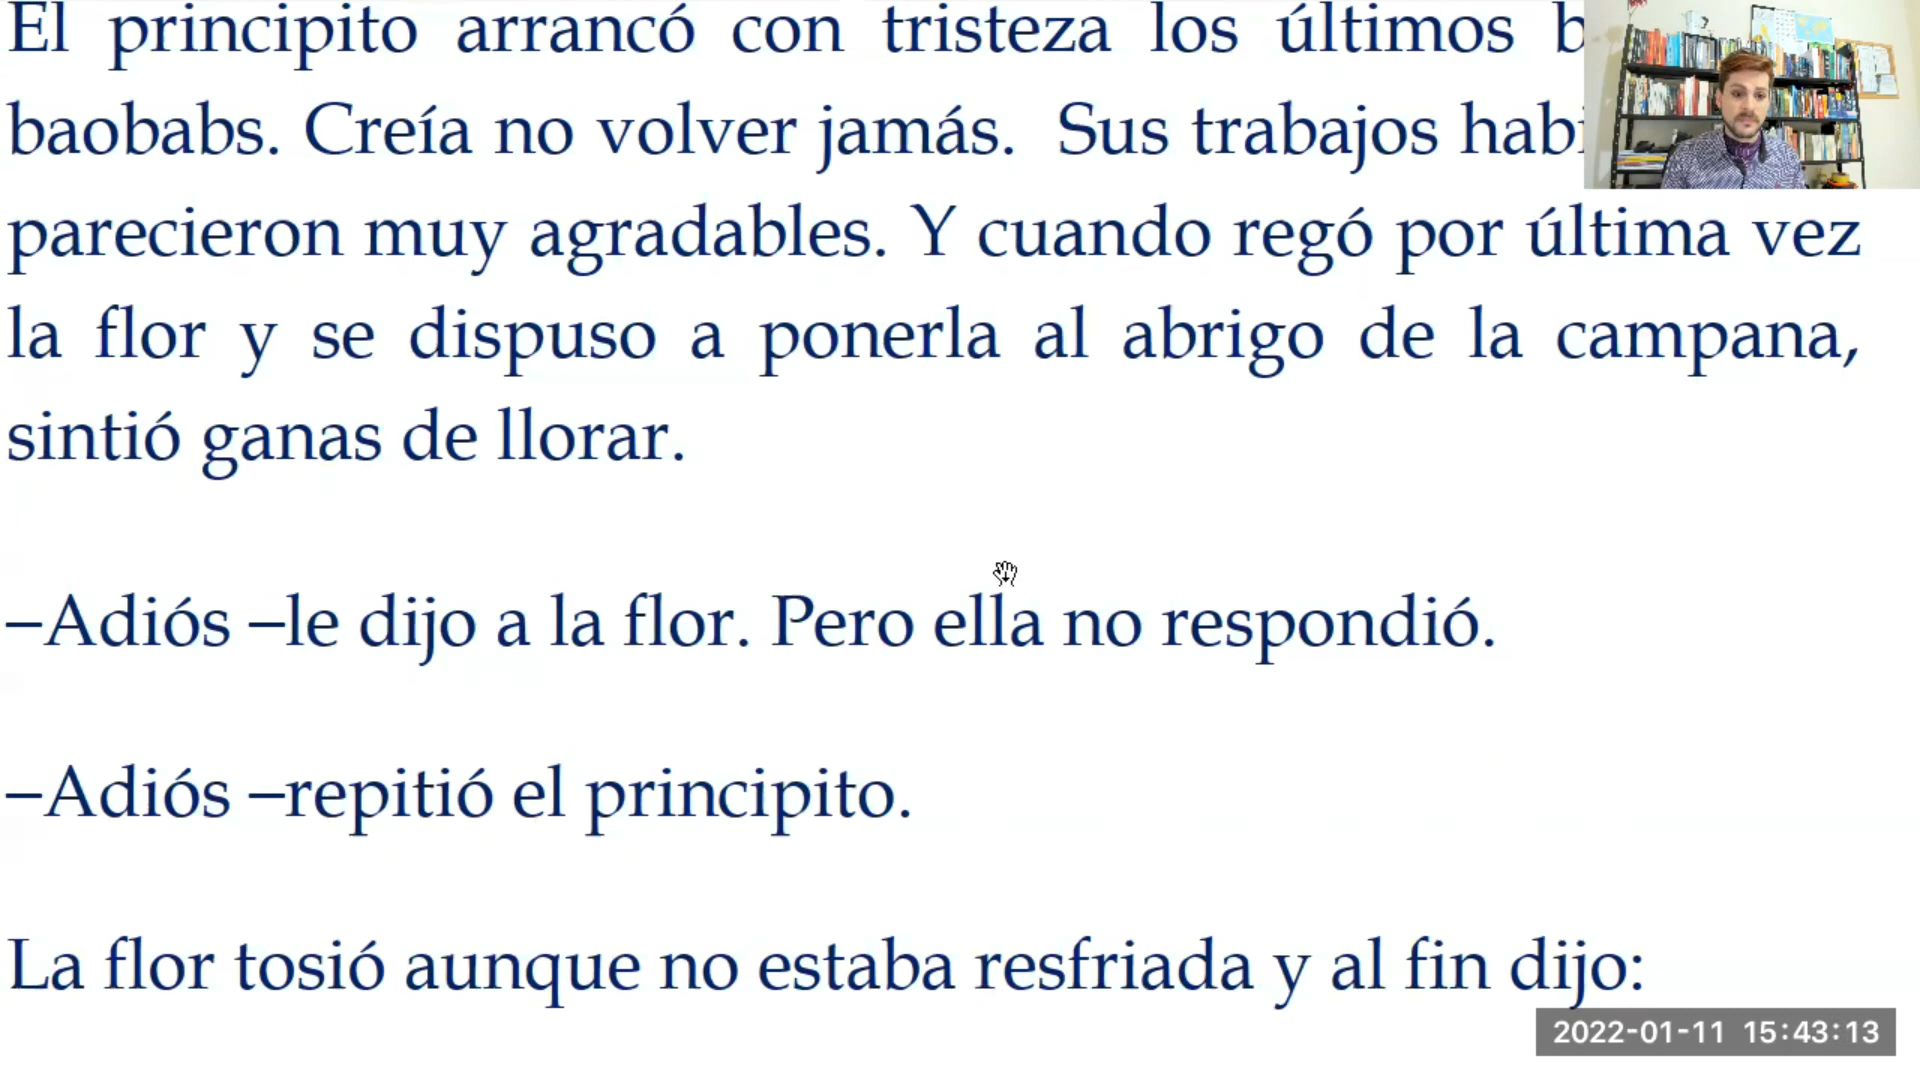 El principito arrancó con tristeza los últimos
baobabs. Creía no volver jamás. Sus trabajos
parecieron muy agradables. Y cuando regó por última vez
la flor y se dispuso a ponerla al abrigo de la campana,
sintió ganas de llorar.
–Adiós –le dijo a la flor. Pero ella no respondió.
–Adiós –repitió el principito.
La flor tosió aunque no estaba resfriada y al fin dijo:
2022-01-11 15:43:13